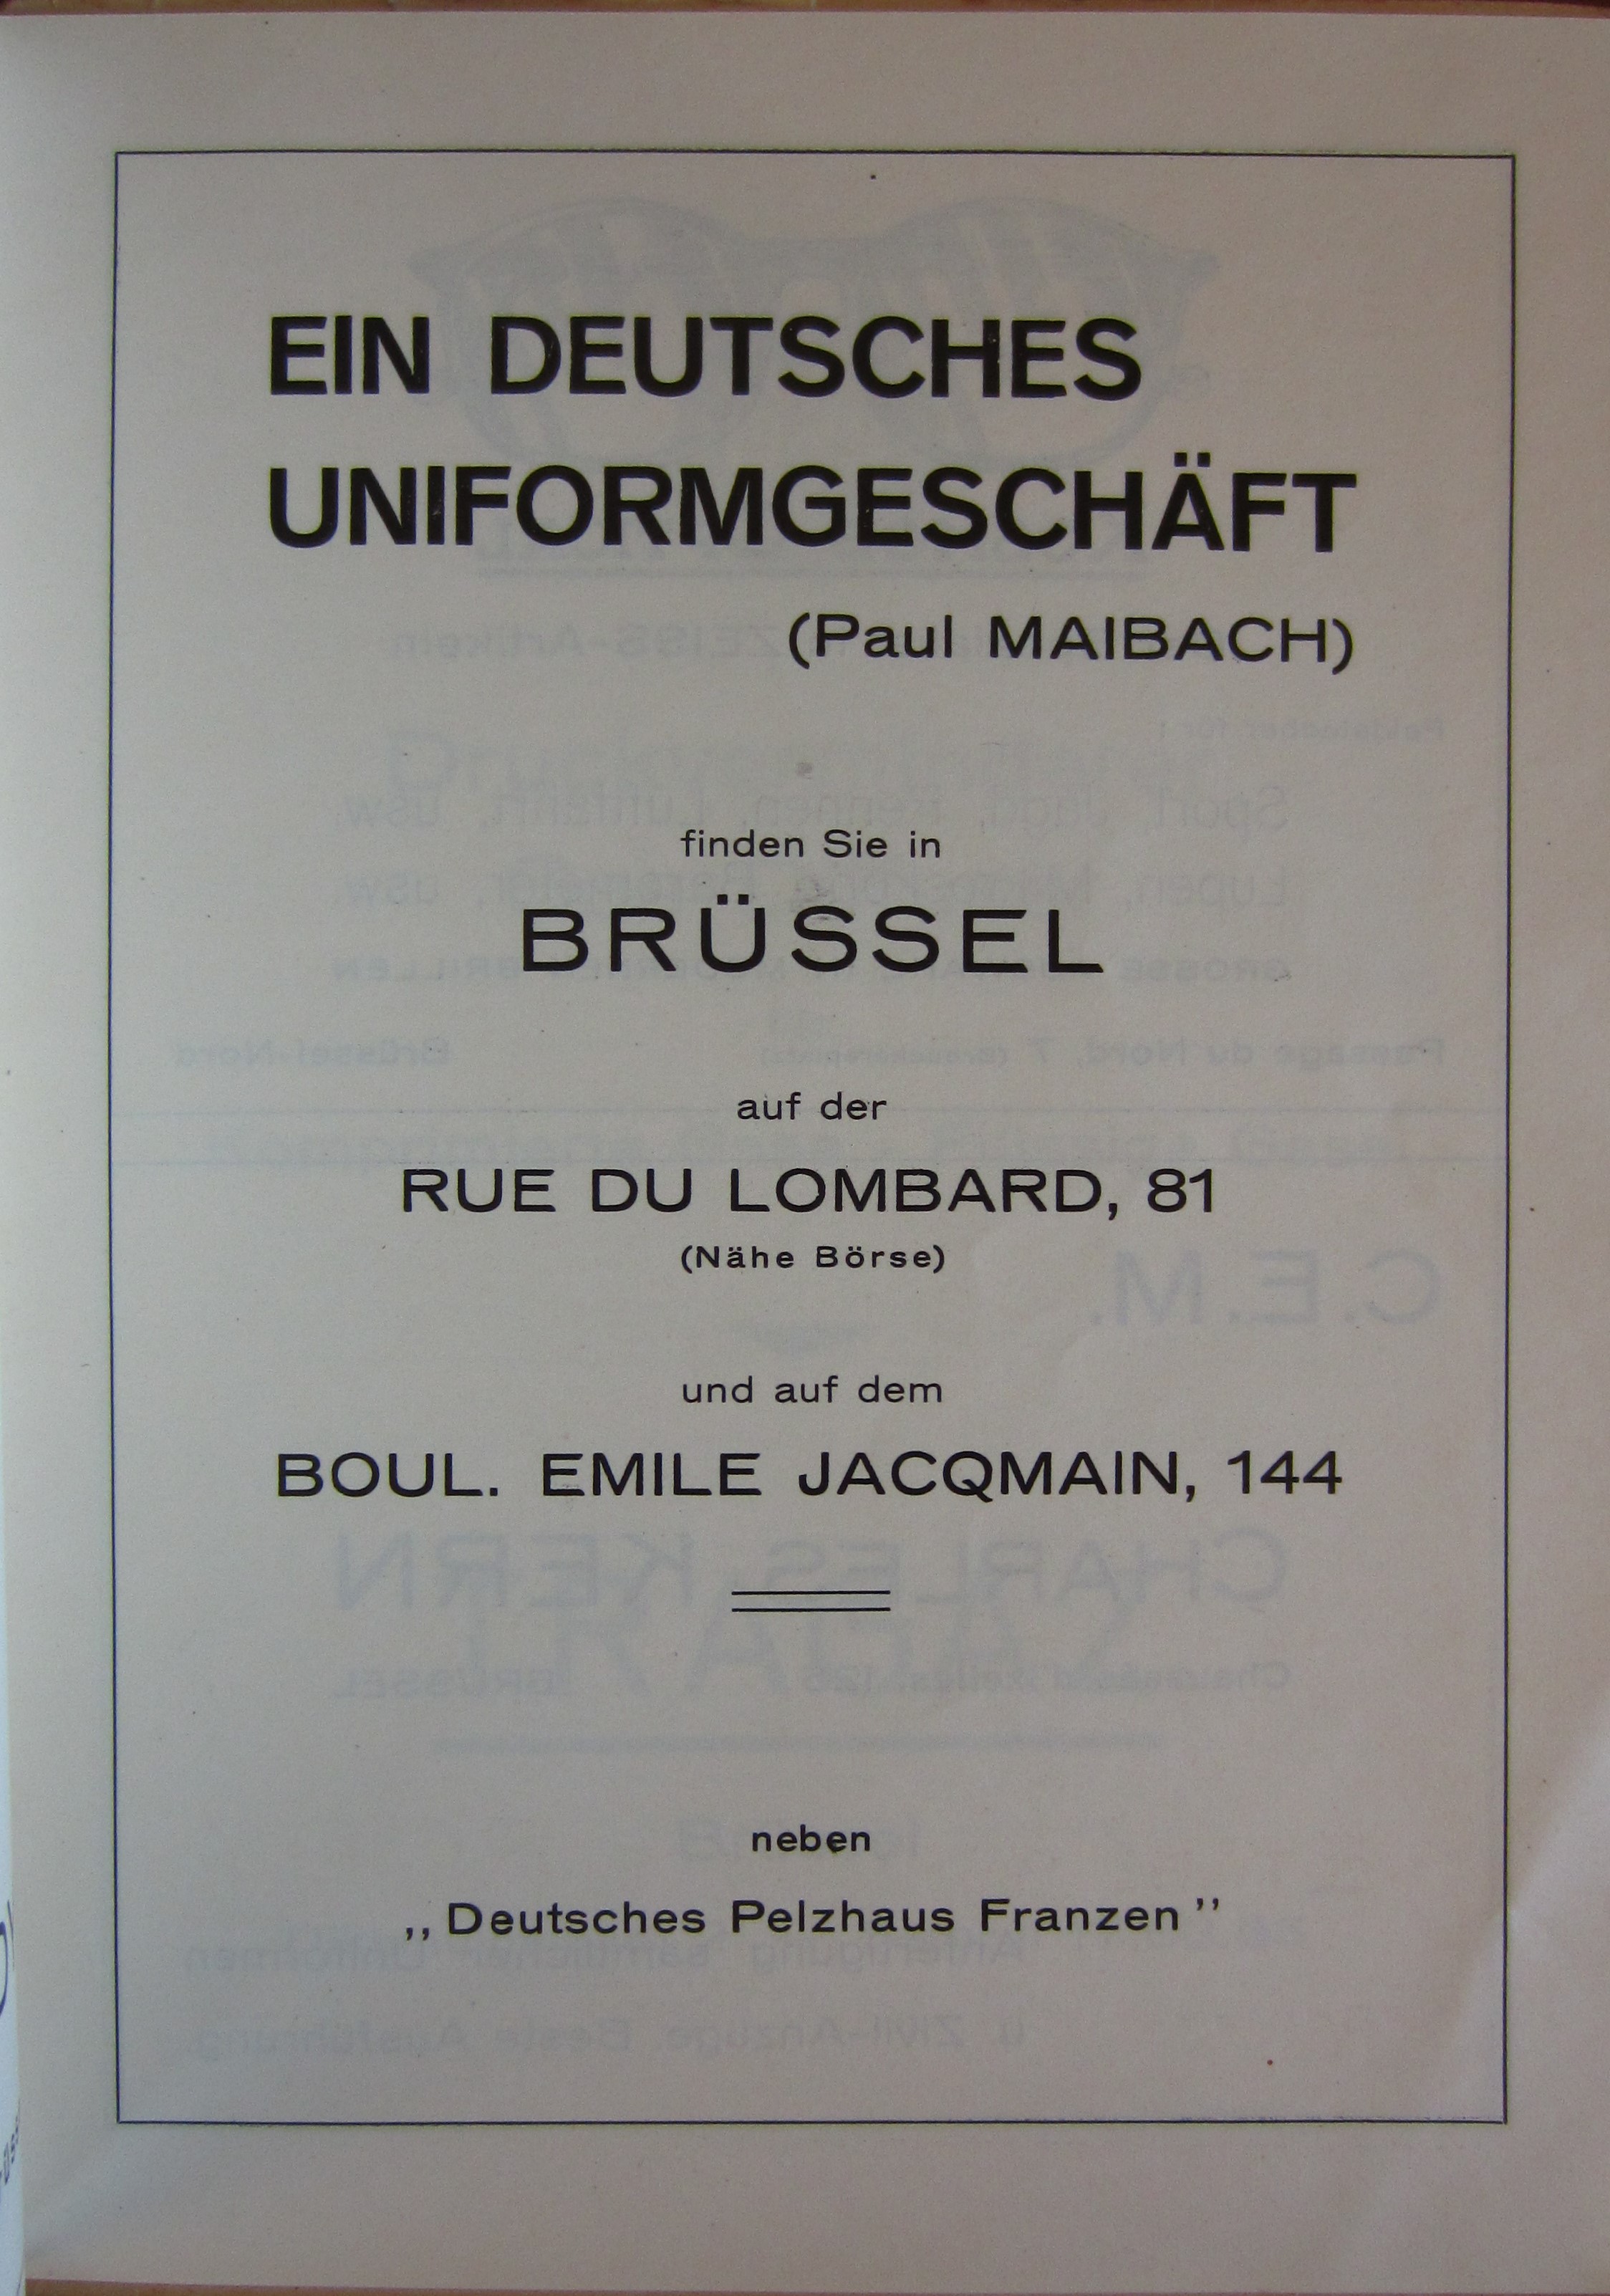 EIN DEUTSCHES
UNIFORMGESCHÄFT
(Paul MAIBACH)
finden Sie in
BRÜSSEL
auf der
RUE DU LOMBARD, 81
(Nähe Börse)
und auf dem
BOUL. EMILE JACQMAIN, 144
neben
,, Deutsches Pelzhaus Franzen ’’